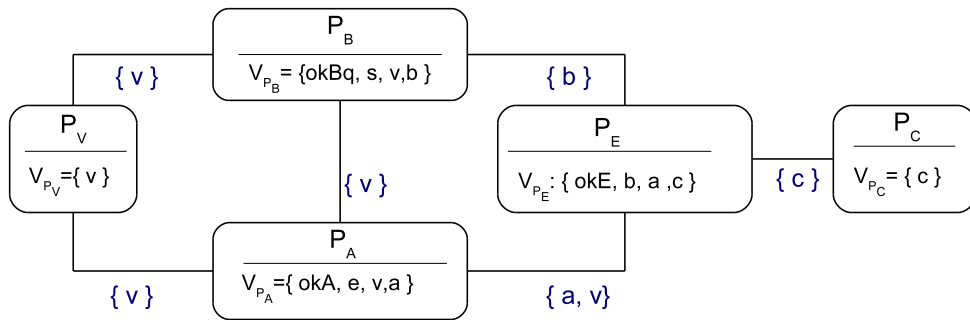 P_B
V_P_B = {okBq, s, v,b }
{ v }
{ b }
P_V
V_P_V={ v }
P_E
V_P_E: { okE, b, a ,c }
P_C
V_P_C= { c }
{ v }
{ c }
P_A
V_P_A={ okA, e, v,a }
{ v }
{ a, v}